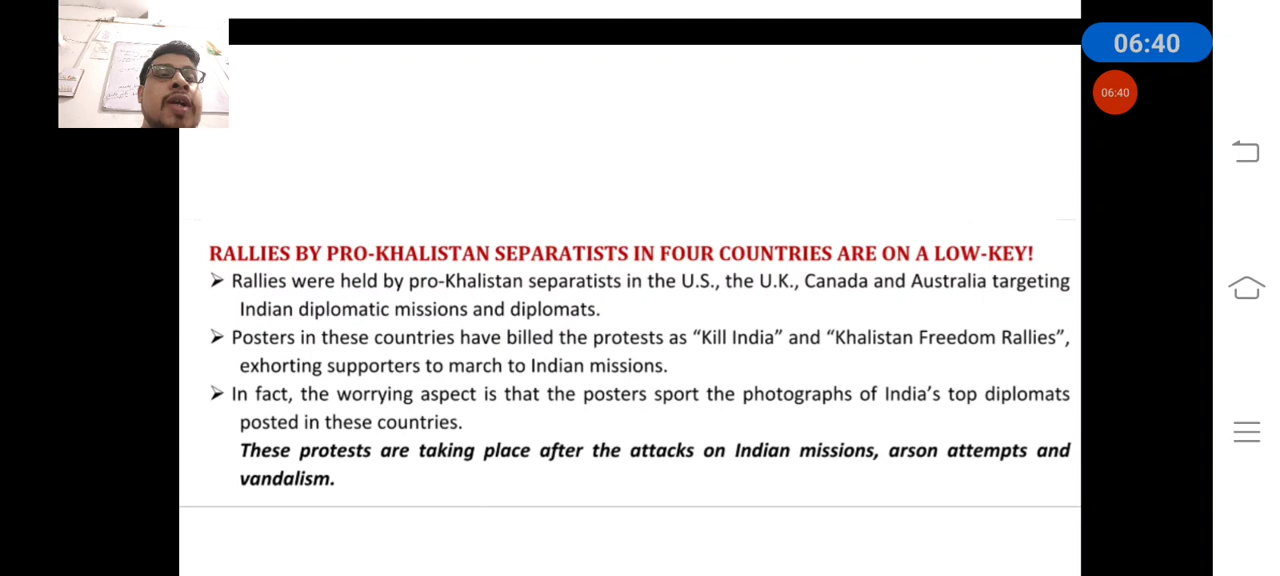 06:40
06:40
RALLIES BY PRO-KHALISTAN SEPARATISTS IN FOUR COUNTRIES ARE ON A LOW-KEY!
➢ Rallies were held by pro-Khalistan separatists in the U.S., the U.K., Canada and Australia targeting
Indian diplomatic missions and diplomats.
➢ Posters in these countries have billed the protests as “Kill India” and “Khalistan Freedom Rallies”,
exhorting supporters to march to Indian missions.
➢ In fact, the worrying aspect is that the posters sport the photographs of India’s top diplomats
posted in these countries.
These protests are taking place after the attacks on Indian missions, arson attempts and
vandalism.